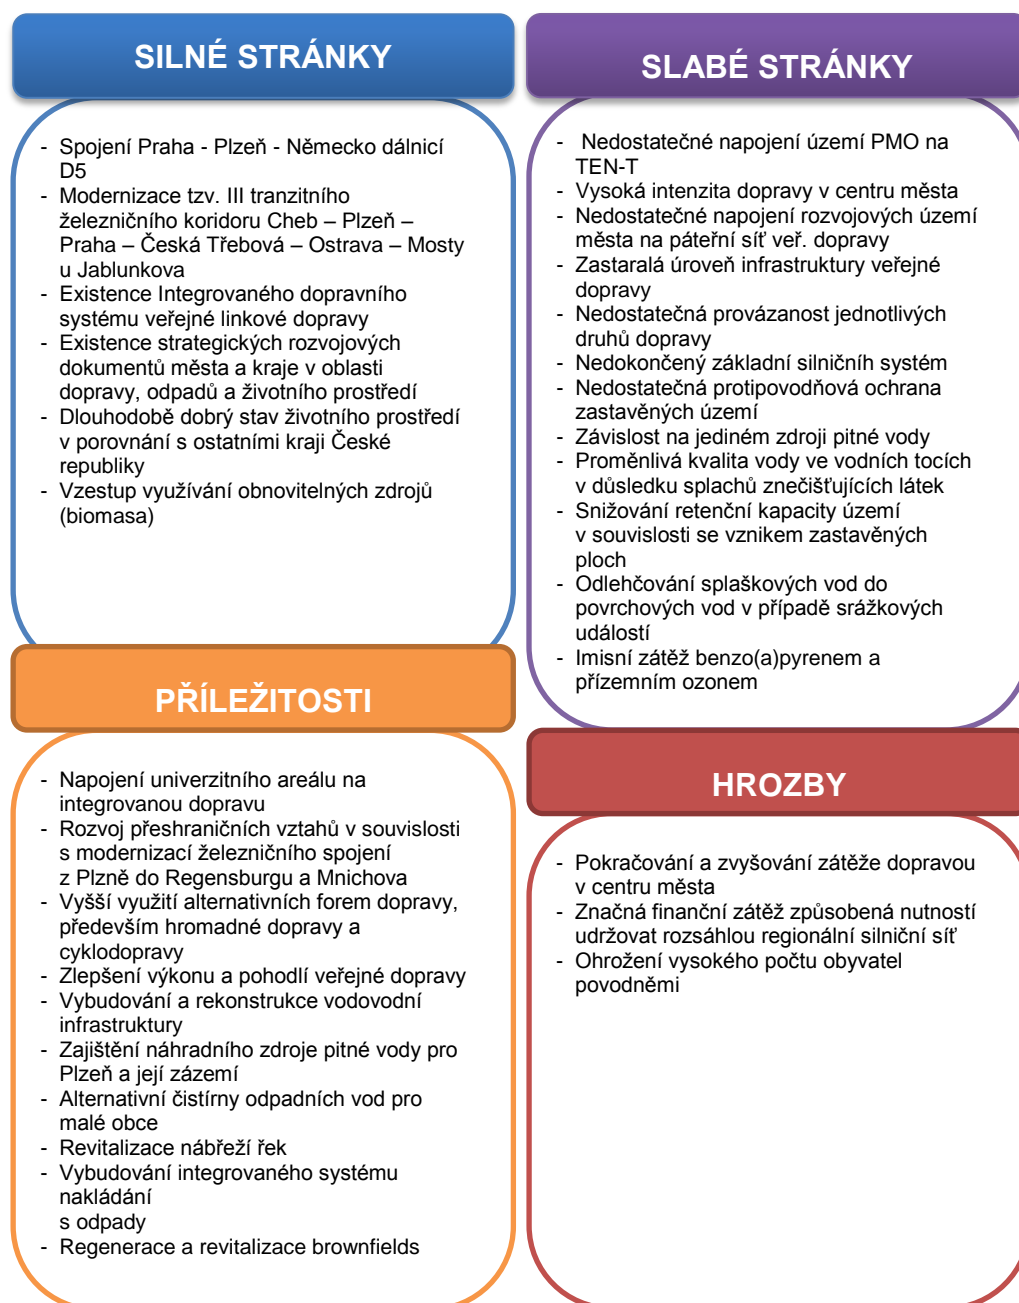 SILNÉ STRÁNKY
- Spojení Praha - Plzeň - Německo dálnicí
D5
- Modernizace tzv. III tranzitního
železničního koridoru Cheb – Plzeň –
Praha – Česká Třebová – Ostrava – Mosty
u Jablunkova
- Existence Integrovaného dopravního
systému veřejné linkové dopravy
- Existence strategických rozvojových
dokumentů města a kraje v oblasti
dopravy, odpadů a životního prostředí
- Dlouhodobě dobrý stav životního prostředí
v porovnání s ostatními kraji České
republiky
- Vzestup využívání obnovitelných zdrojů
(biomasa)
SLABÉ STRÁNKY
- Nedostatečné napojení území PMO na
TEN-T
- Vysoká intenzita dopravy v centru města
- Nedostatečné napojení rozvojových území
města na páteřní síť veř. dopravy
- Zastaralá úroveň infrastruktury veřejné
dopravy
- Nedostatečná provázanost jednotlivých
druhů dopravy
- Nedokončený základní silničním systém
- Nedostatečná protipovodňová ochrana
zastavěných území
- Závislost na jediném zdroji pitné vody
- Proměnlivá kvalita vody ve vodních tocích
v důsledku splachů znečišťujících látek
- Snižování retenční kapacity území
v souvislosti se vznikem zastavěných
ploch
- Odlehčování splaškových vod do
povrchových vod v případě srážkových
událostí
- Imisní zátěž benzo(a)pyrenem a
přízemním ozonem
PŘÍLEŽITOSTI
- Napojení univerzitního areálu na
integrovanou dopravu
- Rozvoj přeshraničních vztahů v souvislosti
s modernizací železničního spojení
z Plzně do Regensburgu a Mnichova
- Vyšší využití alternativních forem dopravy,
především hromadné dopravy a
cyklodopravy
- Zlepšení výkonu a pohodlí veřejné dopravy
- Vybudování a rekonstrukce vodovodní
infrastruktury
- Zajištění náhradního zdroje pitné vody pro
Plzeň a její zázemí
- Alternativní čistírny odpadních vod pro
malé obce
- Revitalizace nábřeží řek
- Vybudování integrovaného systému
nakládání
s odpady
- Regenerace a revitalizace brownfields
HROZBY
- Pokračování a zvyšování zátěže dopravou
v centru města
- Značná finanční zátěž způsobená nutností
udržovat rozsáhlou regionální silniční síť
- Ohrožení vysokého počtu obyvatel
povodněmi